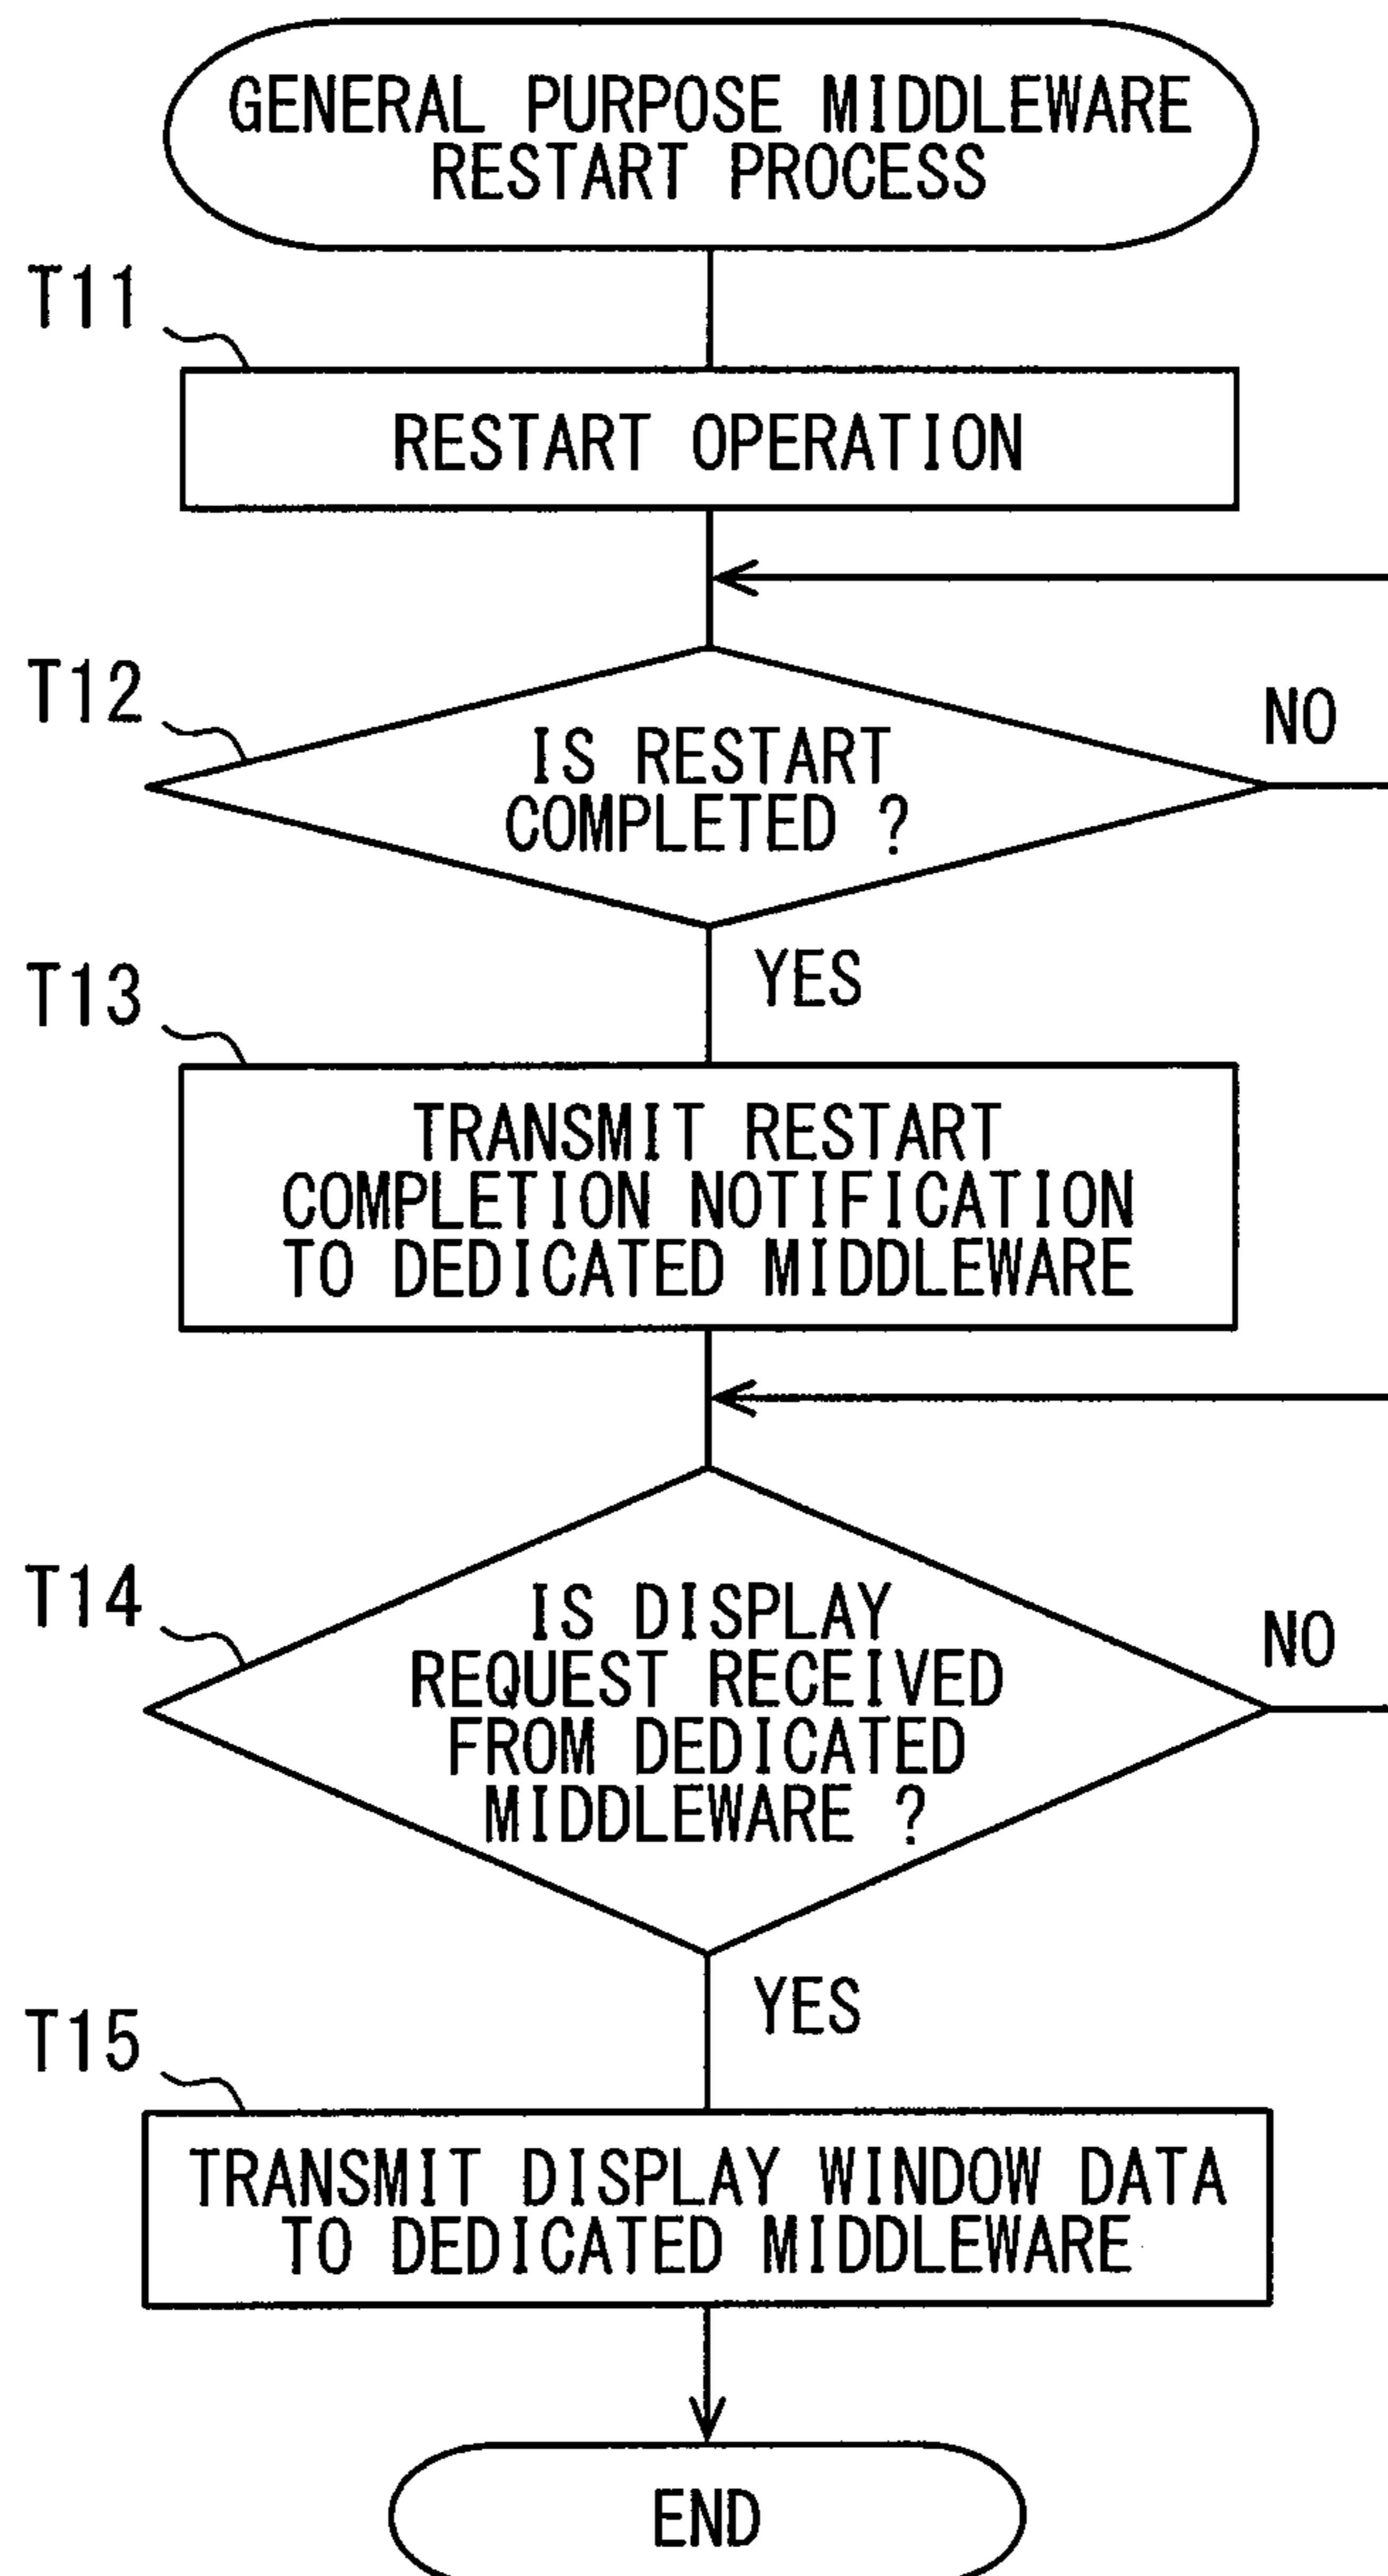 GENERAL PURPOSE MIDDLEWARE
RESTART PROCESS
T11
RESTART OPERATION
T12
IS RESTART
COMPLETED ?
NO
YES
T13
TRANSMIT RESTART
COMPLETION NOTIFICATION
TO DEDICATED MIDDLEWARE
T14
IS DISPLAY
REQUEST RECEIVED
FROM DEDICATED
MIDDLEWARE ?
NO
YES
T15
TRANSMIT DISPLAY WINDOW DATA
TO DEDICATED MIDDLEWARE
END